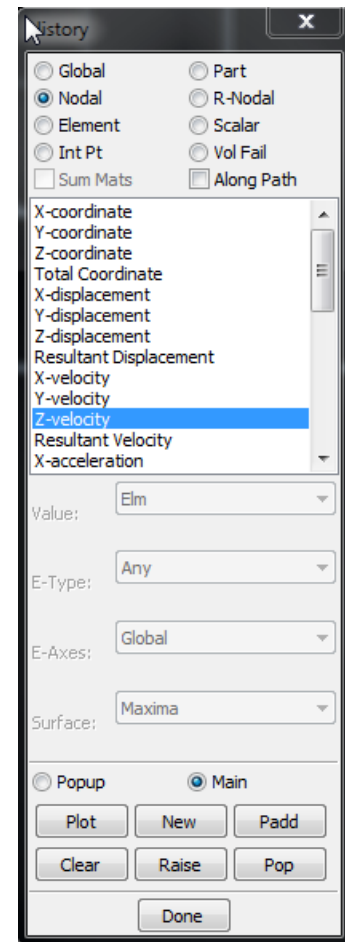 History x
Global Part
Nodal R-Nodal
Element Scalar
Int Pt Vol Fail
Sum Mats Along Path
X-coordinate
Y-coordinate
Z-coordinate
Total Coordinate
X-displacement
Y-displacement
Z-displacement
Resultant Displacement
X-velocity
Y-velocity
Z-velocity
Resultant Velocity
X-acceleration
Value: Elm
E-Type: Any
E-Axes: Global
Surface: Maxima
Popup Main
Plot New Padd
Clear Raise Pop
Done